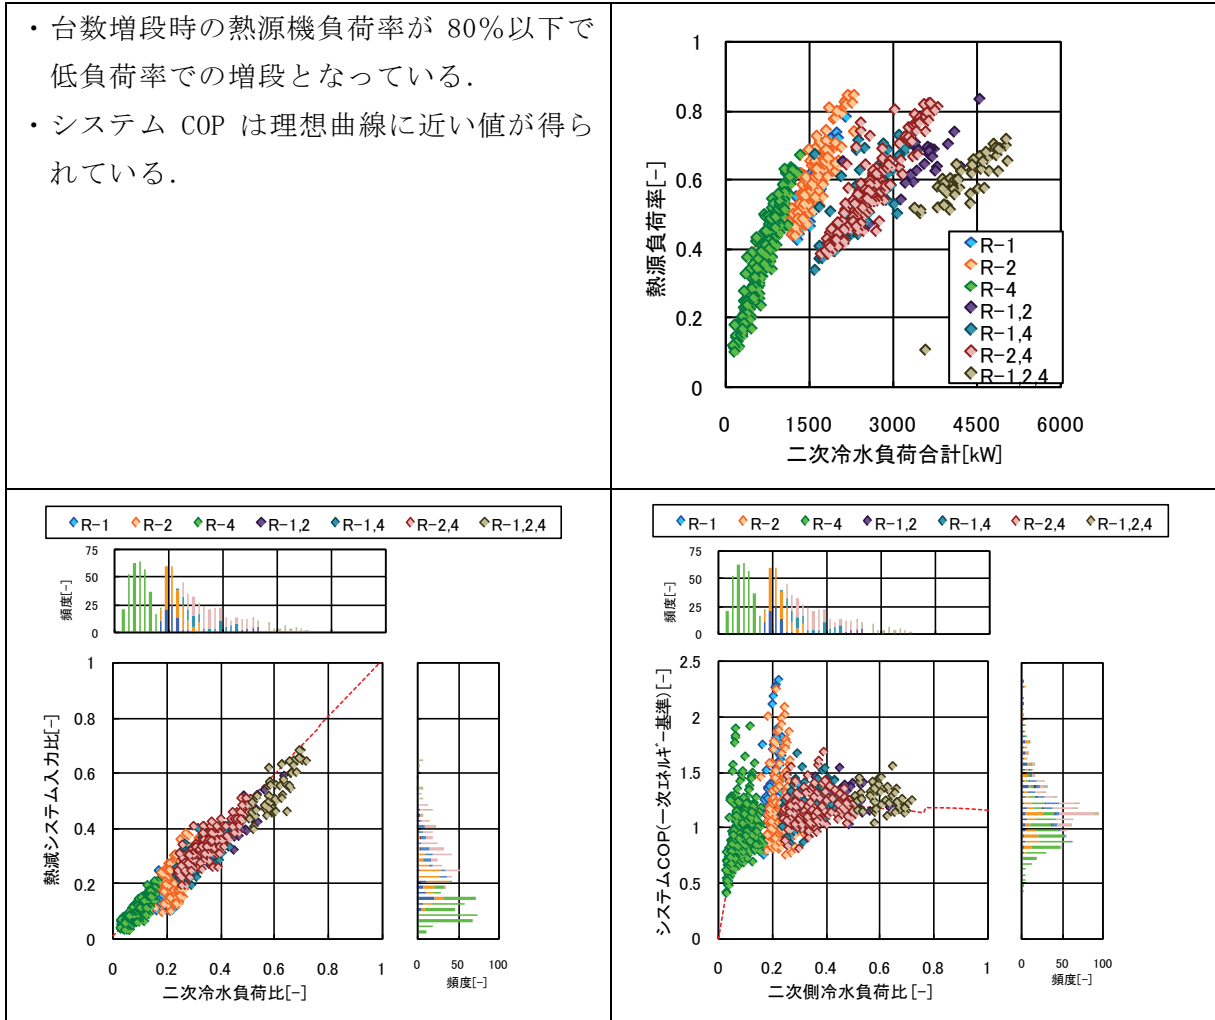 ・台数増段時の熱源機負荷率が 80％以下で
低負荷率での増段となっている．
・システム COP は理想曲線に近い値が得ら
れている．
1
0.8
0.6
0.4
0.2
0
熱源負荷率[-]
R-1
R-2
R-4
R-1,2
R-1,4
R-2,4
R-1,2,4
0 1500 3000 4500 6000
二次冷水負荷合計[kW]
R-1 R-2 R-4 R-1,2 R-1,4 R-2,4 R-1,2,4
75
50
25
0
頻度[-]
1
0.8
0.6
0.4
0.2
0
熱減システム入力比[-]
0 0.2 0.4 0.6 0.8 1
二次冷水負荷比[-]
0 50 100
頻度[-]
R-1 R-2 R-4 R-1,2 R-1,4 R-2,4 R-1,2,4
75
50
25
0
頻度[-]
2.5
2
1.5
1
0.5
0
システムCOP(一次ｴﾈﾙｷﾞｰ基準)[-]
0 0.2 0.4 0.6 0.8 1
二次側冷水負荷比[-]
0 50 100
頻度[-]